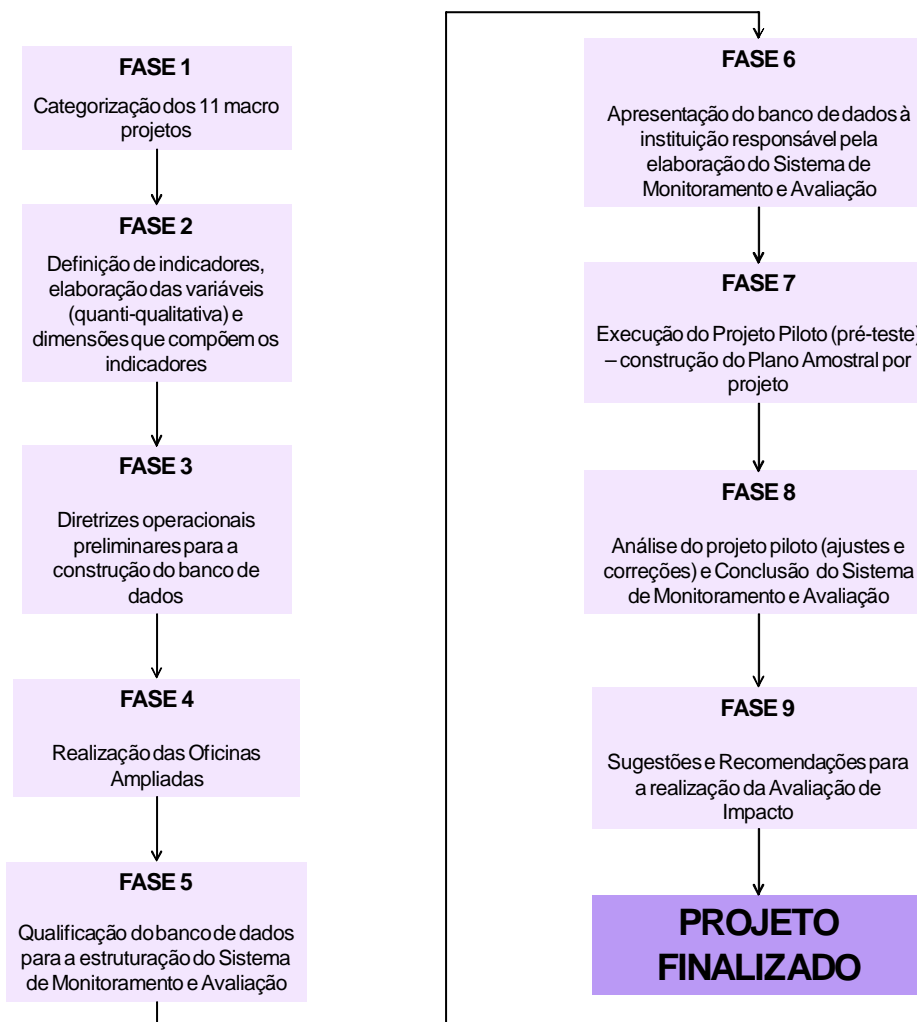 FASE 1
Categorização dos 11 macro
projetos
FASE 2
Definição de indicadores,
elaboração das variáveis
(quanti-qualitativa) e
dimensões que compõem os
indicadores
FASE 3
Diretrizes operacionais
preliminares para a
construção do banco de
dados
FASE 4
Realização das Oficinas
Ampliadas
FASE 5
Qualificação do banco de dados
para a estruturação do Sistema
de Monitoramento e Avaliação
FASE 6
Apresentação do banco de dados à
instituição responsável pela
elaboração do Sistema de
Monitoramento e Avaliação
FASE 7
Execução do Projeto Piloto (pré-teste)
– construção do Plano Amostral por
projeto
FASE 8
Análise do projeto piloto (ajustes e
correções) e Conclusão do Sistema
de Monitoramento e Avaliação
FASE 9
Sugestões e Recomendações para
a realização da Avaliação de
Impacto
PROJETO
FINALIZADO